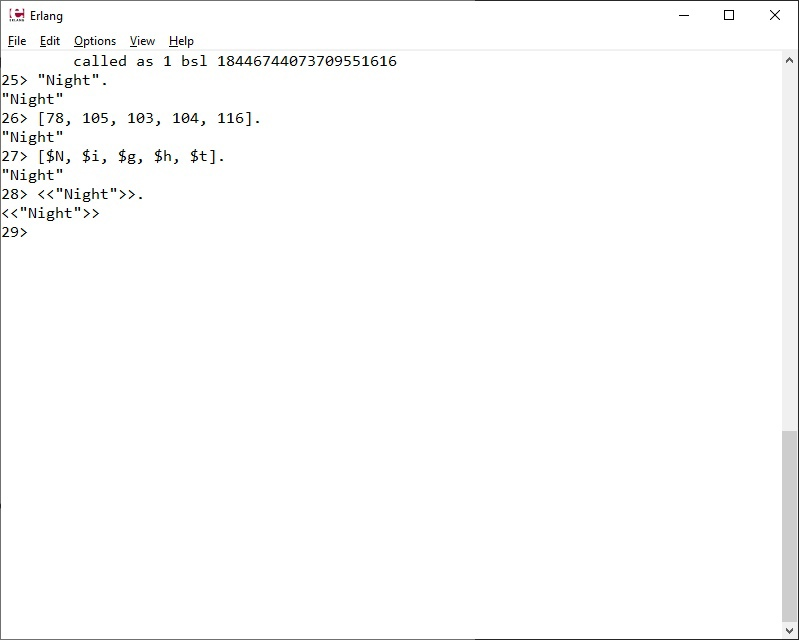 Erlang
File Edit Options View Help
called as 1 bsl 18446744073709551616
25> "Night".
"Night"
26> [78, 105, 103, 104, 116].
"Night"
27> [$N, $i, $g, $h, $t].
"Night"
28> <<"Night">>.
<<"Night">>
29>